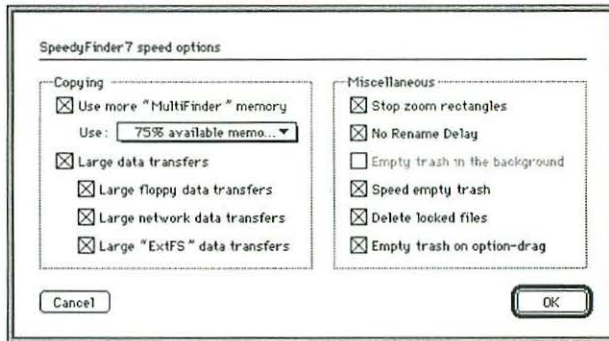 SpeedyFinder7 speed options
Copying
Use more "MultiFinder" memory
Use: 75% available memo...
Large data transfers
Large floppy data transfers
Large network data transfers
Large "ExtFS" data transfers
Miscellaneous
Stop zoom rectangles
No Rename Delay
Empty trash in the background
Speed empty trash
Delete locked files
Empty trash on option-drag
Cancel
OK